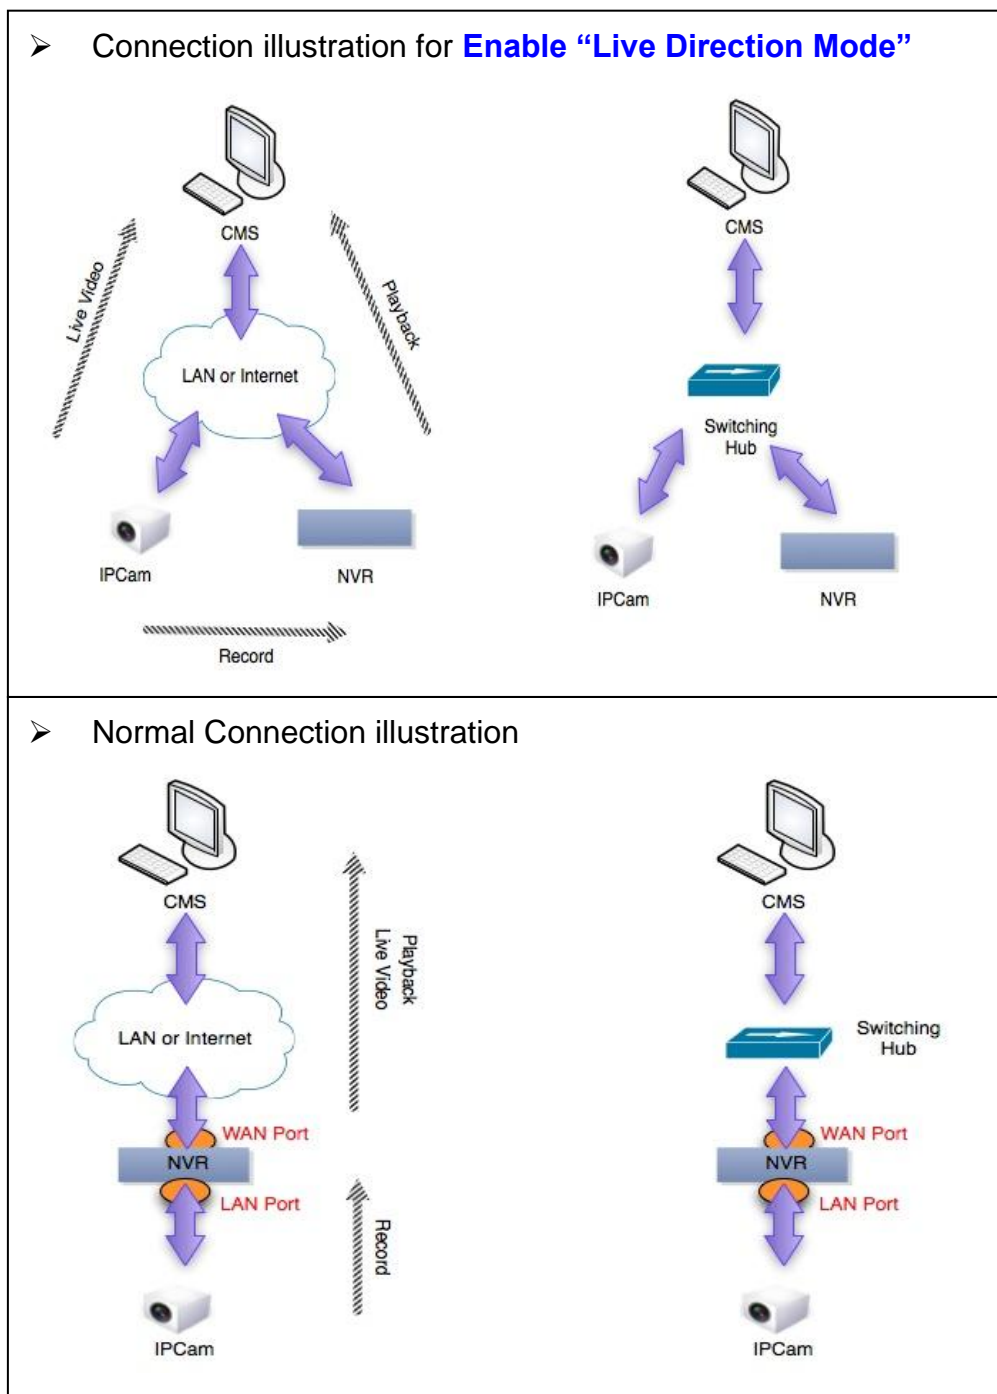 ➢ Connection illustration for Enable “Live Direction Mode”
CMS
Live Video
Playback
LAN or Internet
IPCam
NVR
Record
CMS
Switching
Hub
IPCam
NVR
➢ Normal Connection illustration
CMS
Playback
Live Video
LAN or Internet
WAN Port
NVR
LAN Port
Record
IPCam
CMS
Switching
Hub
WAN Port
NVR
LAN Port
IPCam